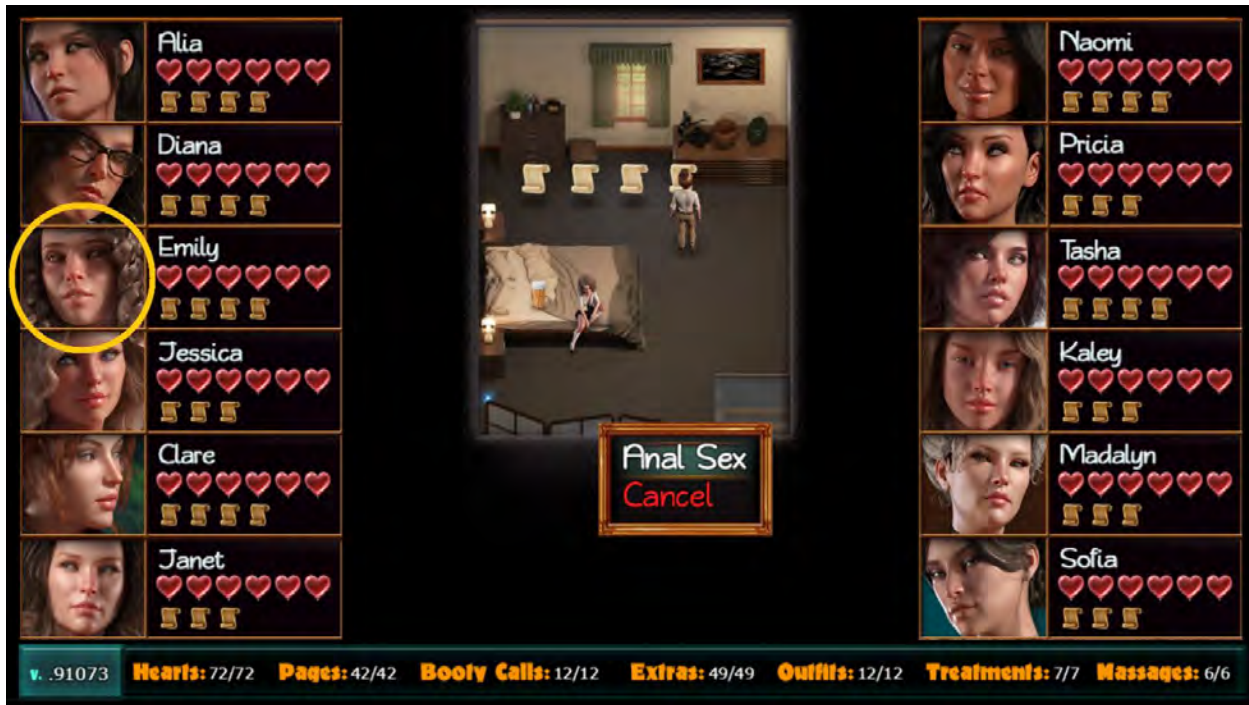 Alia
Diana
Emily
Jessica
Clare
Janet
Anal Sex
Cancel
Naomi
Pricia
Tasha
Kaley
Madalyn
Sofia
v. .91073 Hearts: 72/72 Pages: 42/42 Booty Calls: 12/12 Extras: 49/49 Outfits: 12/12 Treatments: 7/7 Massages: 6/6